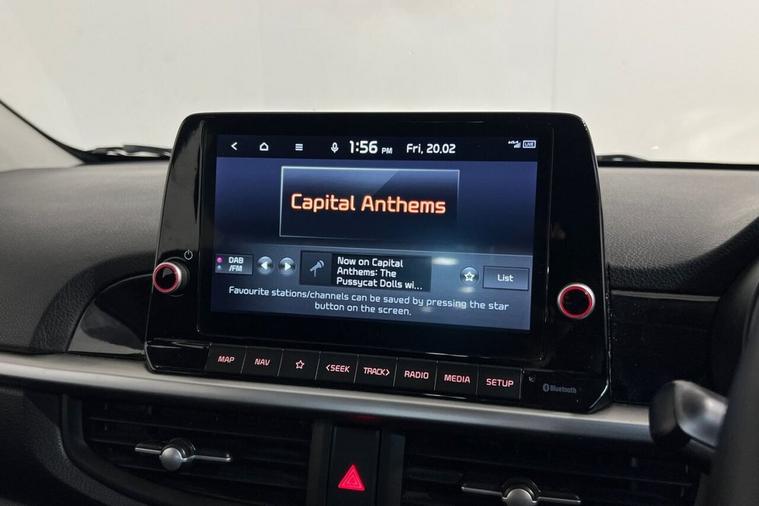 1:56 PM Fri, 20.02 LIVE
Capital Anthems
DAB
/FM
Now on Capital
Anthems: The
Pussycat Dolls wi...
List
Favourite stations/channels can be saved by pressing the star
button on the screen.
MAP NAV <SEEK TRACK> RADIO MEDIA SETUP Bluetooth